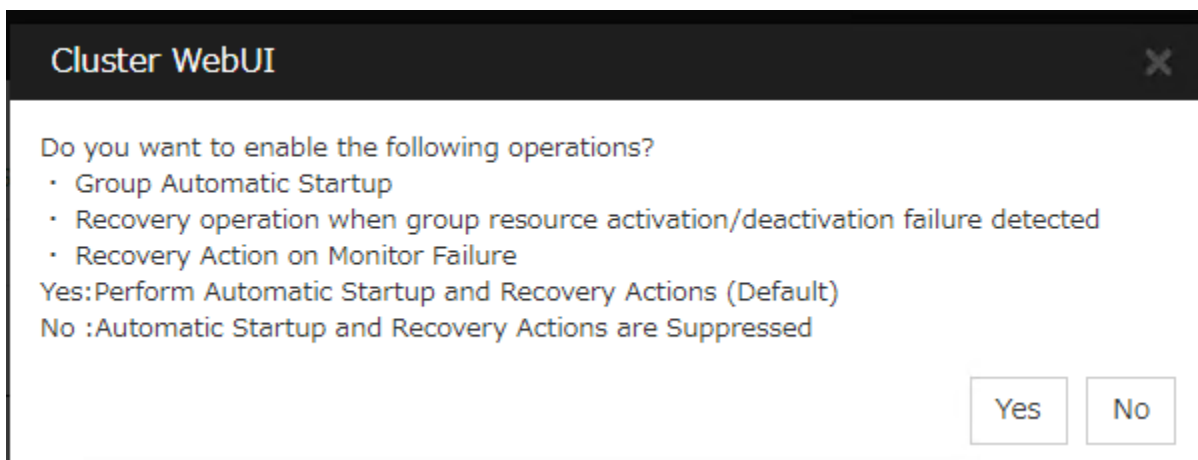 Cluster WebUI
Do you want to enable the following operations?
・ Group Automatic Startup
・ Recovery operation when group resource activation/deactivation failure detected
・ Recovery Action on Monitor Failure
Yes:Perform Automatic Startup and Recovery Actions (Default)
No :Automatic Startup and Recovery Actions are Suppressed
Yes No